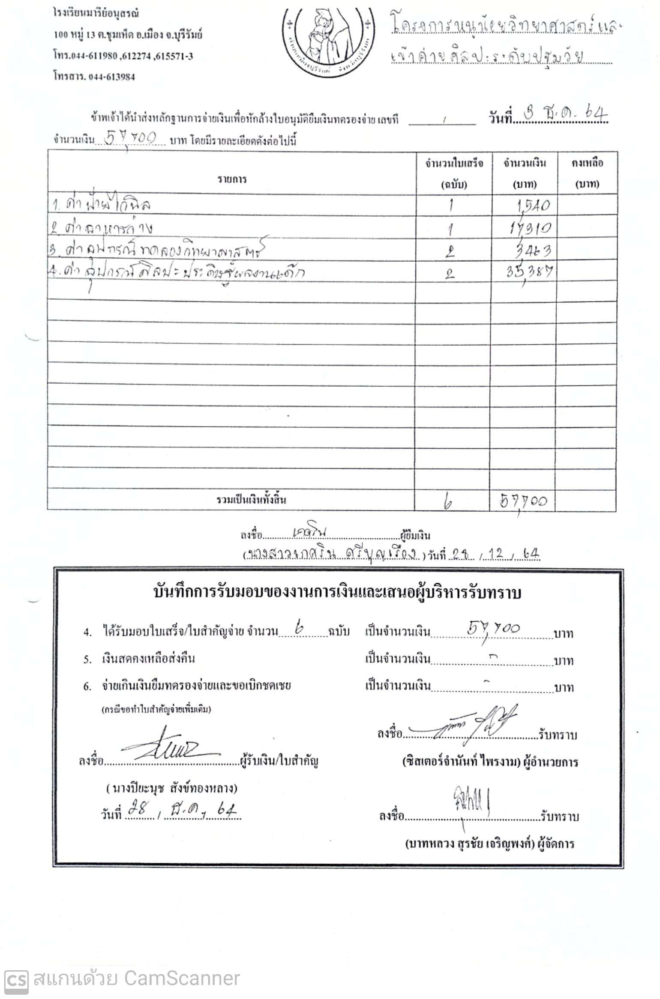 โรงเรียนมารีย์อนุสรณ์
100 หมู่ 13 ต.ชุมเห็ด อ.เมือง จ.บุรีรัมย์
โทร.044-611980 ,612274 ,615571-3
โทรสาร. 044-613984
อำเภอเมืองบุรีรัมย์ จังหวัดบุรีรัมย์
โครงการหนูน้อยวิทยาศาสตร์และ
เข้าค่ายศิลปะระดับปฐมวัย
ข้าพเจ้าได้นำส่งหลักฐานการจ่ายเงินเพื่อหักล้างใบอนุมัติยืมเงินทดรองจ่าย เลขที่ / วันที่ 3 ธ.ค. 64
จำนวนเงิน 57,700 บาท โดยมีรายละเอียดดังต่อไปนี้
รายการ จำนวนใบเสร็จ (ฉบับ) จำนวนเงิน (บาท) คงเหลือ (บาท)
1. ค่าป้ายไวนิล 1 1,540
2. ค่าอาหารว่าง 1 17,310
3. ค่าอุปกรณ์ทดลองวิทยาศาสตร์ 2 3,463
4. ค่าอุปกรณ์ศิลปะประดิษฐ์ผลงานเด็ก 2 35,387
รวมเป็นเงินทั้งสิ้น 6 57,700
ลงชื่อ เกศริน ผู้ยืมเงิน
(นางสาวเกศริน ศรีบุญเรือง) วันที่ 28 / 12 / 64
บันทึกการรับมอบของงานการเงินและเสนอผู้บริหารรับทราบ
4. ได้รับมอบใบเสร็จ/ใบสำคัญจ่าย จำนวน 6 ฉบับ เป็นจำนวนเงิน 57,700 บาท
5. เงินสดคงเหลือส่งคืน เป็นจำนวนเงิน - บาท
6. จ่ายเกินเงินยืมทดรองจ่ายและขอเบิกชดเชย เป็นจำนวนเงิน - บาท
(กรณีขอทำใบสำคัญจ่ายเพิ่มเติม)
ลงชื่อ รับทราบ
ลงชื่อ ผู้รับเงิน/ใบสำคัญ
(ซิสเตอร์จำนันท์ ไพรงาม) ผู้อำนวยการ
( นางปิยะนุช สังข์ทองหลาง)
วันที่ 28 / ธ.ค. / 64
ลงชื่อ รับทราบ
(บาทหลวง สุรชัย เจริญพงศ์) ผู้จัดการ
CS สแกนด้วย CamScanner